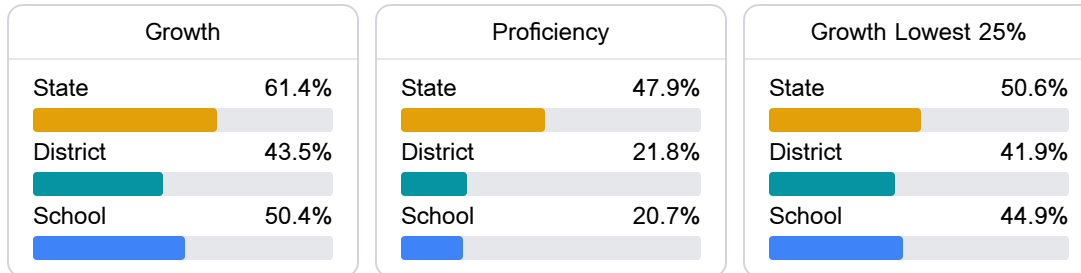 Growth
State 61.4%
District 43.5%
School 50.4%
Proficiency
State 47.9%
District 21.8%
School 20.7%
Growth Lowest 25%
State 50.6%
District 41.9%
School 44.9%